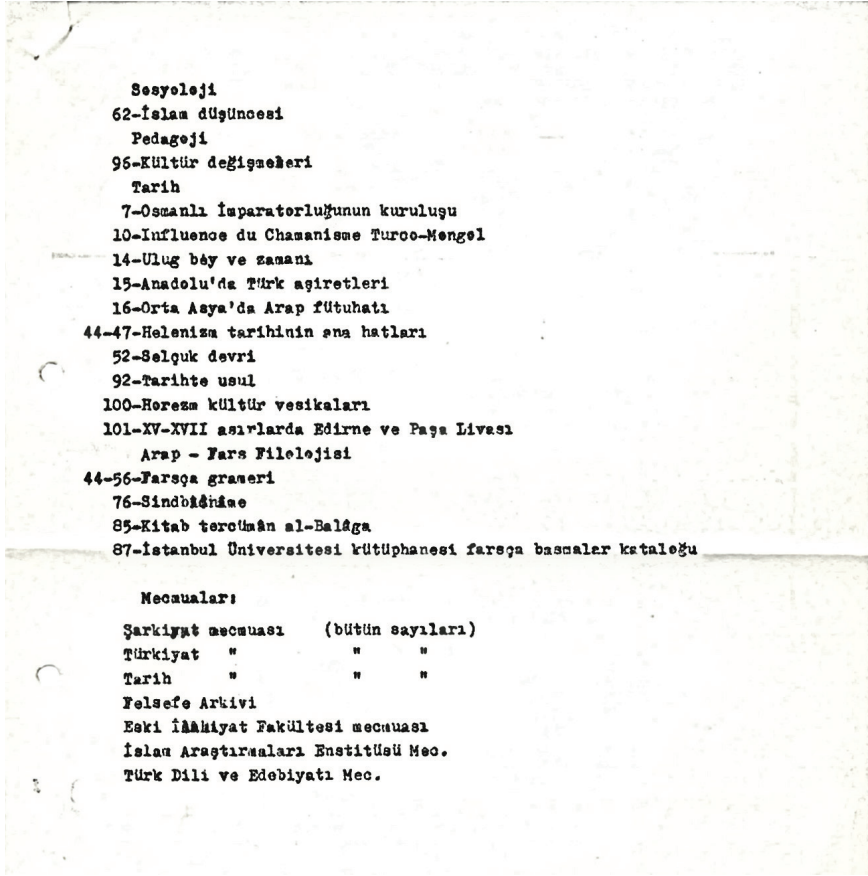 Sosyoloji
62-İslam düşüncesi
Pedagoji
96-Kültür değişmeleri
Tarih
7-Osmanlı İmparatorluğunun kuruluşu
10-Influence du Chamanisme Turco-Mongol
14-Ulug bey ve zamanı
15-Anadolu'da Türk aşiretleri
16-Orta Asya'da Arap fütuhatı
44-47-Helenizm tarihinin ana hatları
52-Selçuk devri
92-Tarihte usul
100-Horezm kültür vesikaları
101-XV-XVII asırlarda Edirne ve Paşa Livası
Arap - Fars Filolojisi
44-56-Farsça grameri
76-Sindbâdnâme
85-Kitab tercümân al-Balâga
87-İstanbul Üniversitesi kütüphanesi farsça basmalar kataloğu
Mecmualar:
Şarkiyat mecmuası (bütün sayıları)
Türkiyat " " "
Tarih " " "
Felsefe Arkivi
Eski İlâhiyat Fakültesi mecmuası
İslam Araştırmaları Enstitüsü Mec.
Türk Dili ve Edebiyatı Mec.